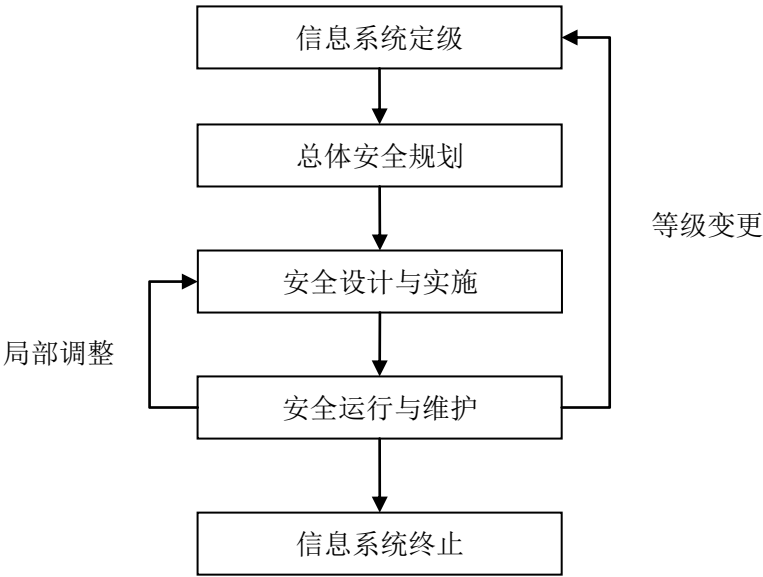 信息系统定级
总体安全规划
等级变更
安全设计与实施
局部调整
安全运行与维护
信息系统终止